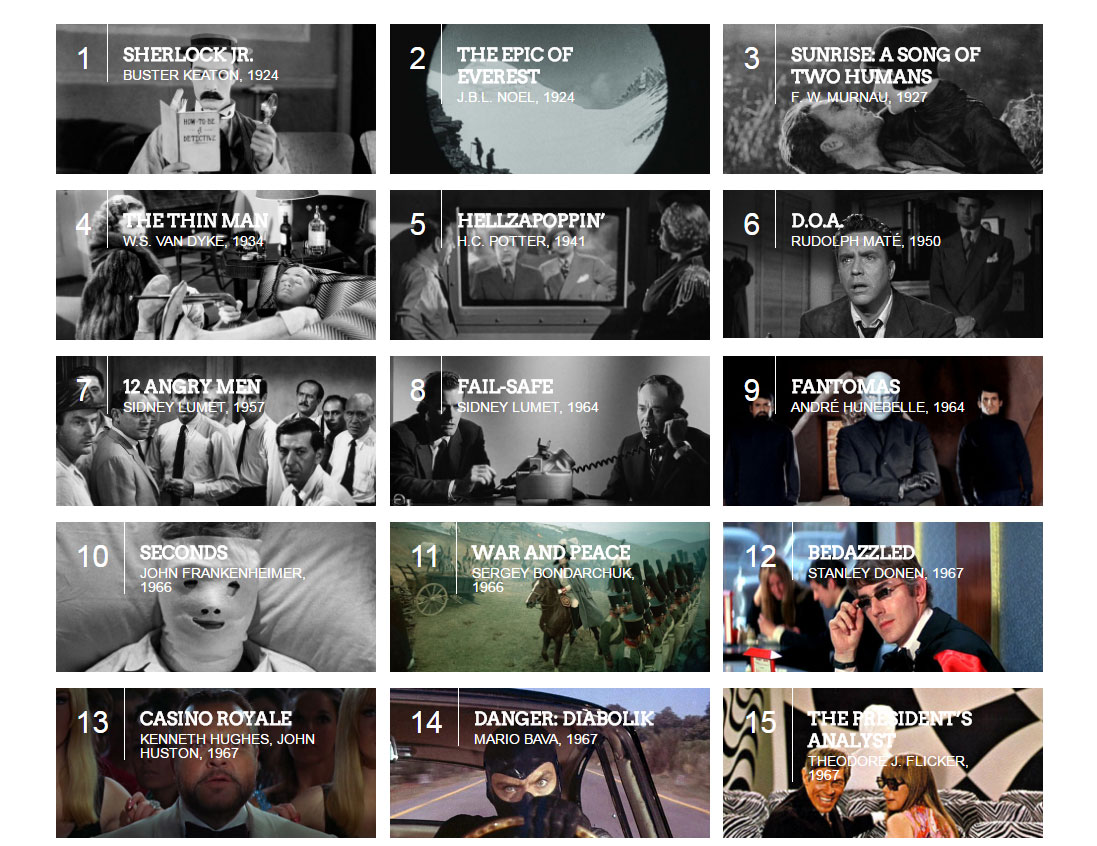 1
SHERLOCK JR.
BUSTER KEATON, 1924
HOW TO BE
A
DETECTIVE
2
THE EPIC OF
EVEREST
J.B.L. NOEL, 1924
3
SUNRISE: A SONG OF
TWO HUMANS
F. W. MURNAU, 1927
4
THE THIN MAN
W.S. VAN DYKE, 1934
5
HELLZAPOPPIN’
H.C. POTTER, 1941
6
D.O.A.
RUDOLPH MATÉ, 1950
7
12 ANGRY MEN
SIDNEY LUMET, 1957
8
FAIL-SAFE
SIDNEY LUMET, 1964
9
FANTOMAS
ANDRÉ HUNEBELLE, 1964
10
SECONDS
JOHN FRANKENHEIMER,
1966
11
WAR AND PEACE
SERGEY BONDARCHUK,
1966
12
BEDAZZLED
STANLEY DONEN, 1967
13
CASINO ROYALE
KENNETH HUGHES, JOHN
HUSTON, 1967
14
DANGER: DIABOLIK
MARIO BAVA, 1967
15
THE PRESIDENT’S
ANALYST
THEODORE J. FLICKER,
1967